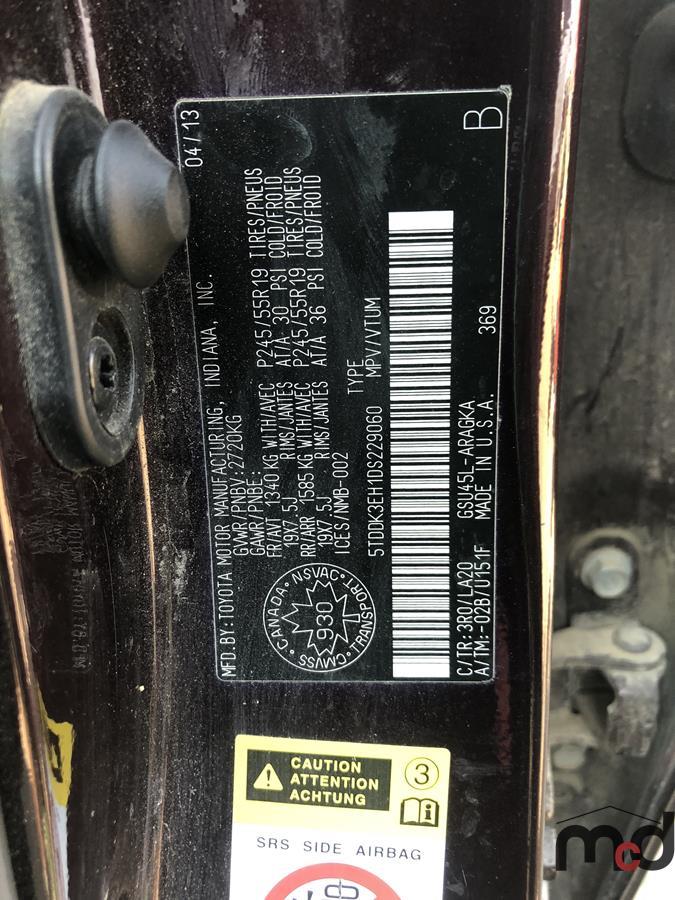 MFD. BY: TOYOTA MOTOR MANUFACTURING, INDIANA, INC. 04/13
GVWR/PNBV: 2720KG
GAWR/PNBE:
FR/AVT 1340 KG WITH/AVEC P245/55R19 TIRES/PNEUS
19X7.5J RIMS/JANTES AT/A 30 PSI COLD/FROID
RR/ARR 1585 KG WITH/AVEC P245/55R19 TIRES/PNEUS
19X7.5J RIMS/JANTES AT/A 36 PSI COLD/FROID
ICES/NMB-002
CANADA NSVAC
930
CMVSS TRANSPORT
TYPE
5TDDK3EH1DS229060 MPV/VTUM
B
C/TR: 3R0/LA20 GSU45L-ARAGKA 369
A/TM: -02B/U151F MADE IN U.S.A.
CAUTION
ATTENTION
ACHTUNG
3
i
SRS SIDE AIRBAG
mcd